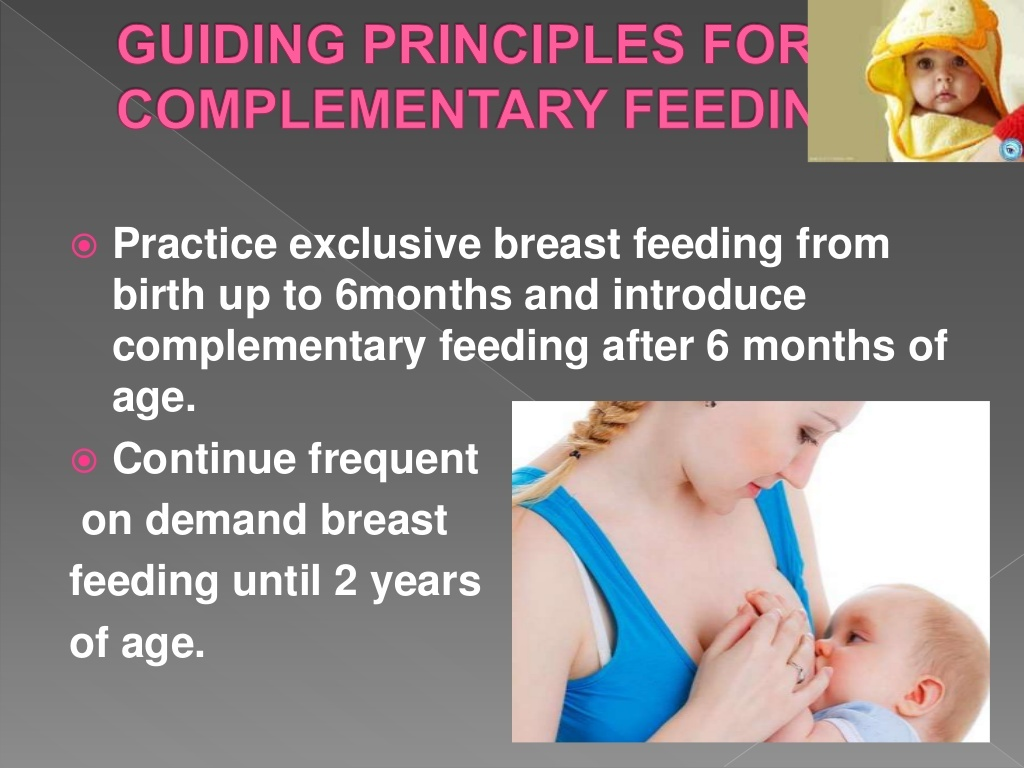 GUIDING PRINCIPLES FOR
COMPLEMENTARY FEEDIN
Practice exclusive breast feeding from
birth up to 6months and introduce
complementary feeding after 6 months of
age.
Continue frequent
on demand breast
feeding until 2 years
of age.